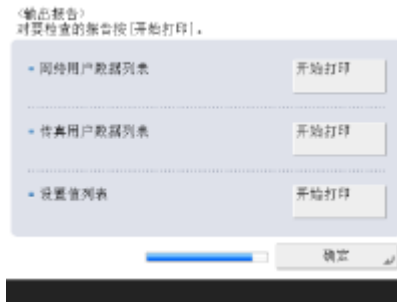 <输出报告>
对要检查的报告按[开始打印]。
网络用户数据列表
开始打印
传真用户数据列表
开始打印
设置值列表
开始打印
确定